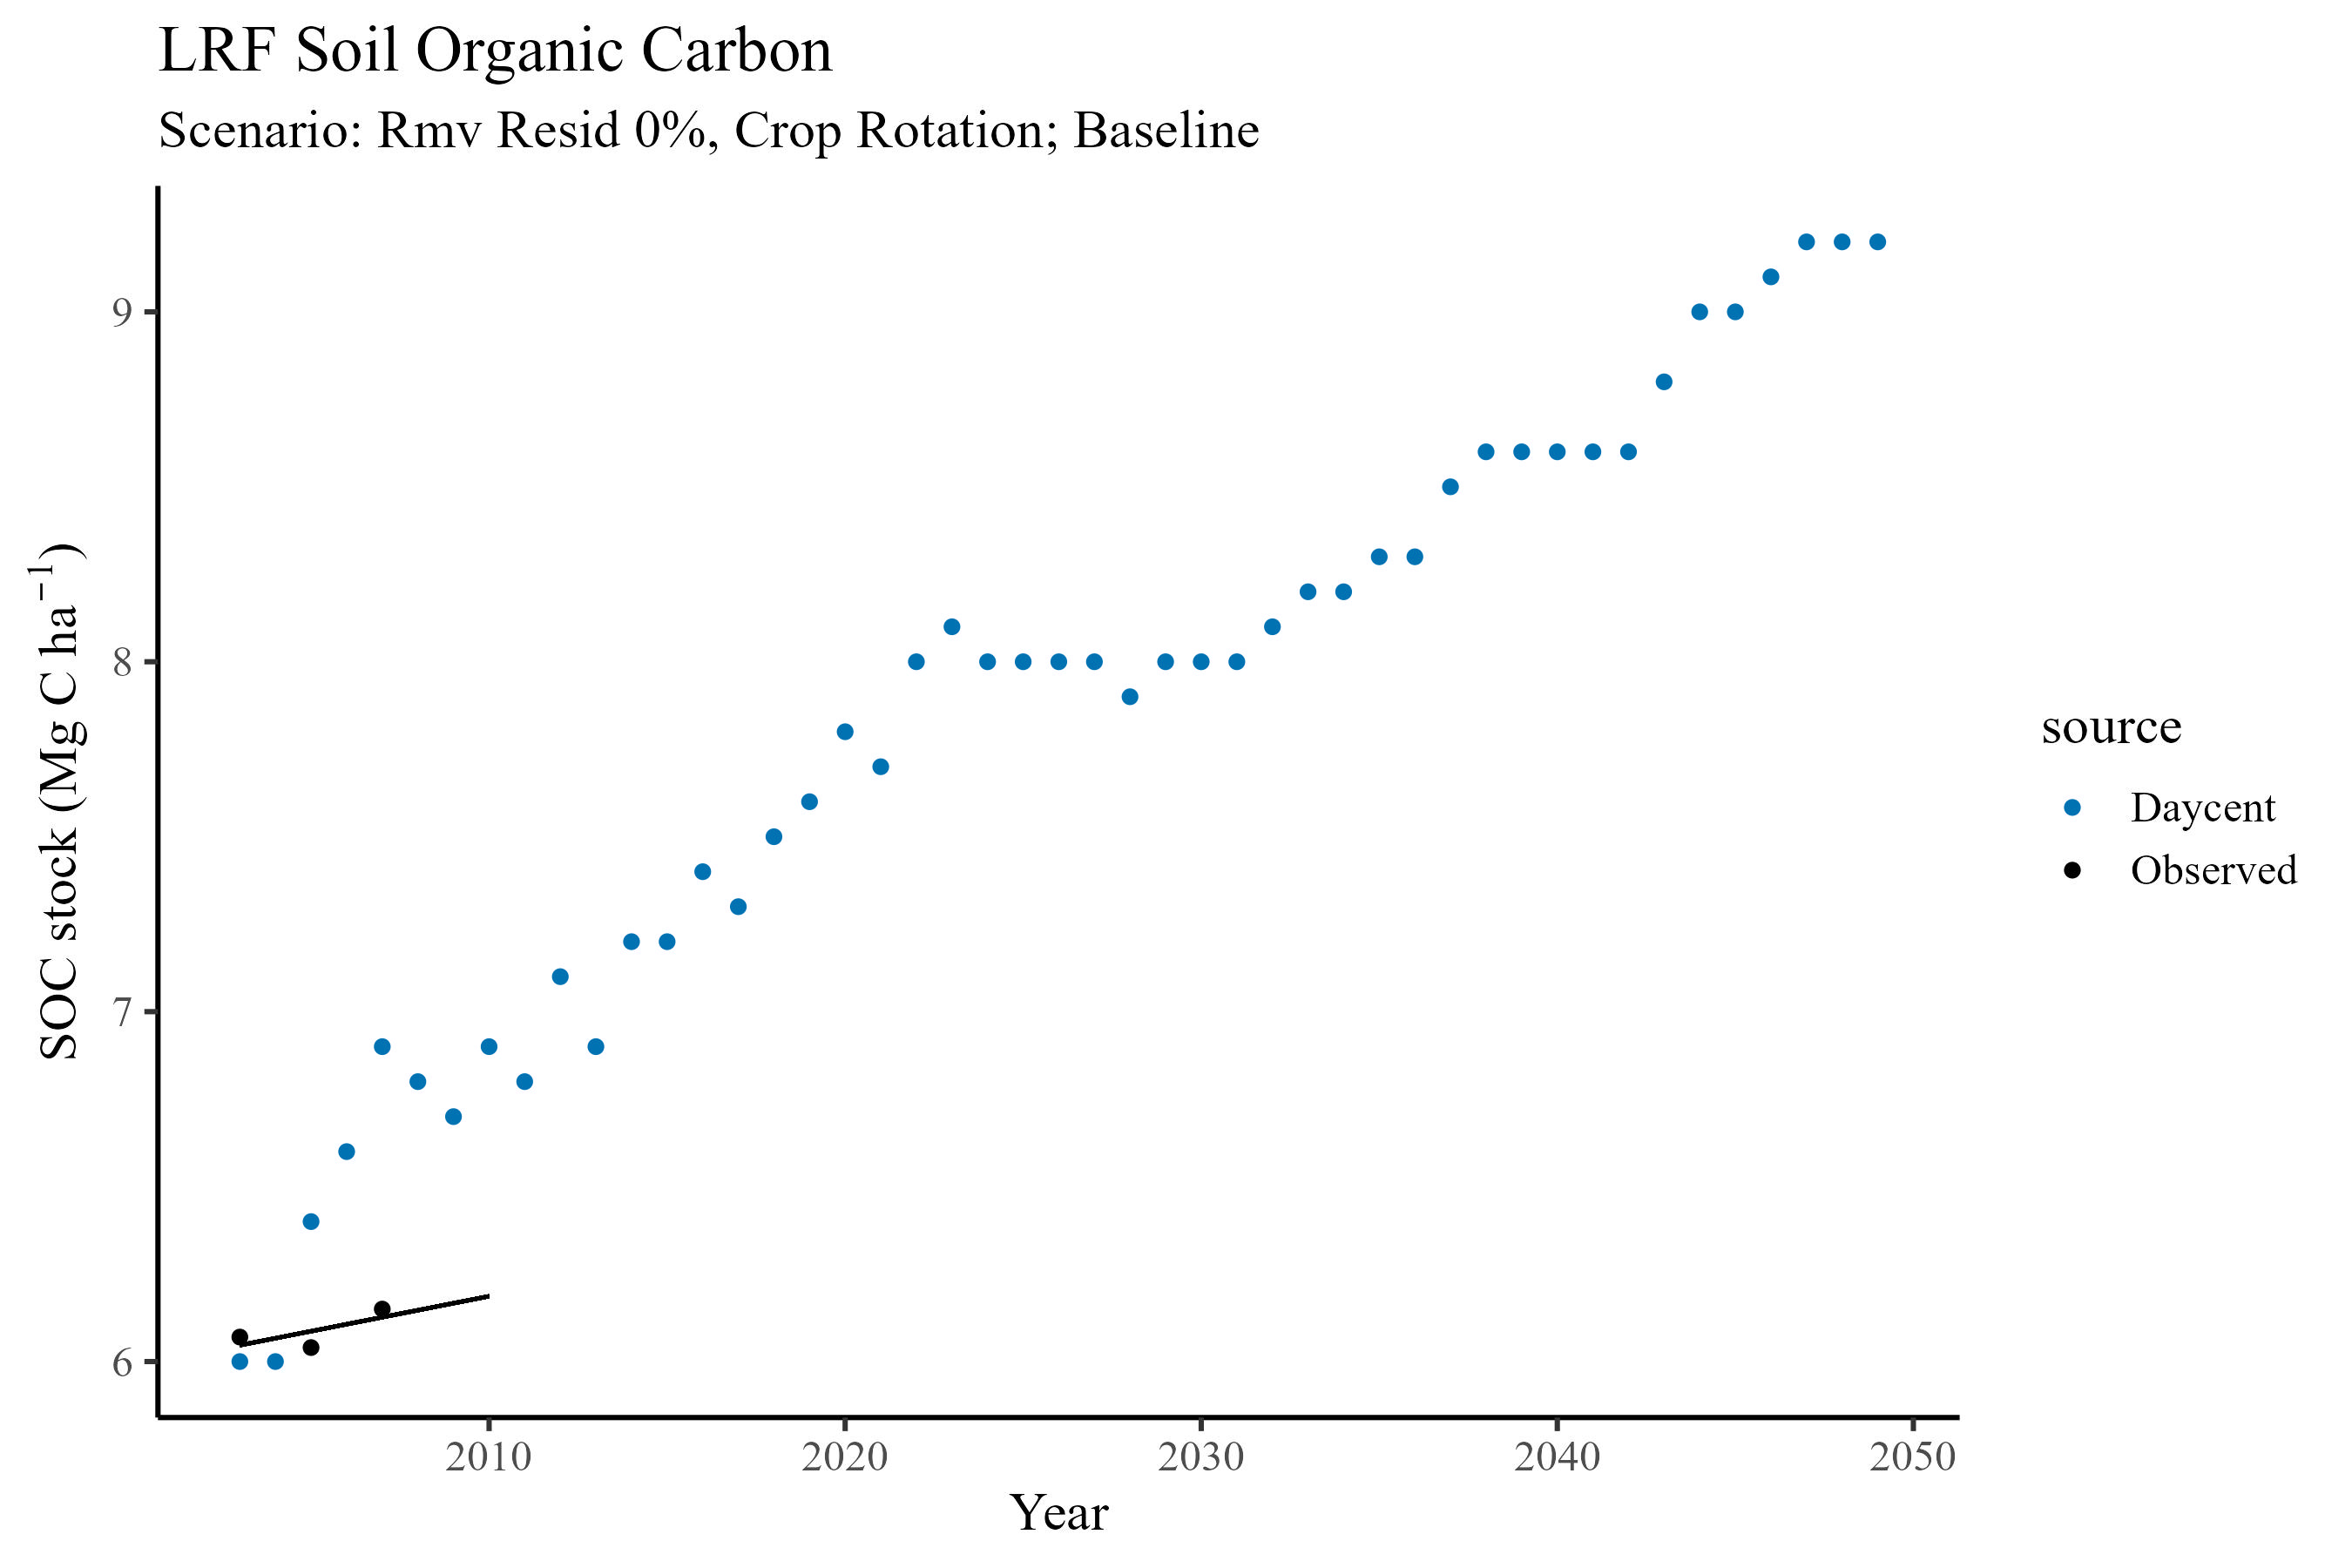 LRF Soil Organic Carbon
Scenario: Rmv Resid 0%, Crop Rotation; Baseline
SOC stock (Mg C ha⁻¹)
9
8
7
6
2010 2020 2030 2040 2050
Year
source
Daycent
Observed